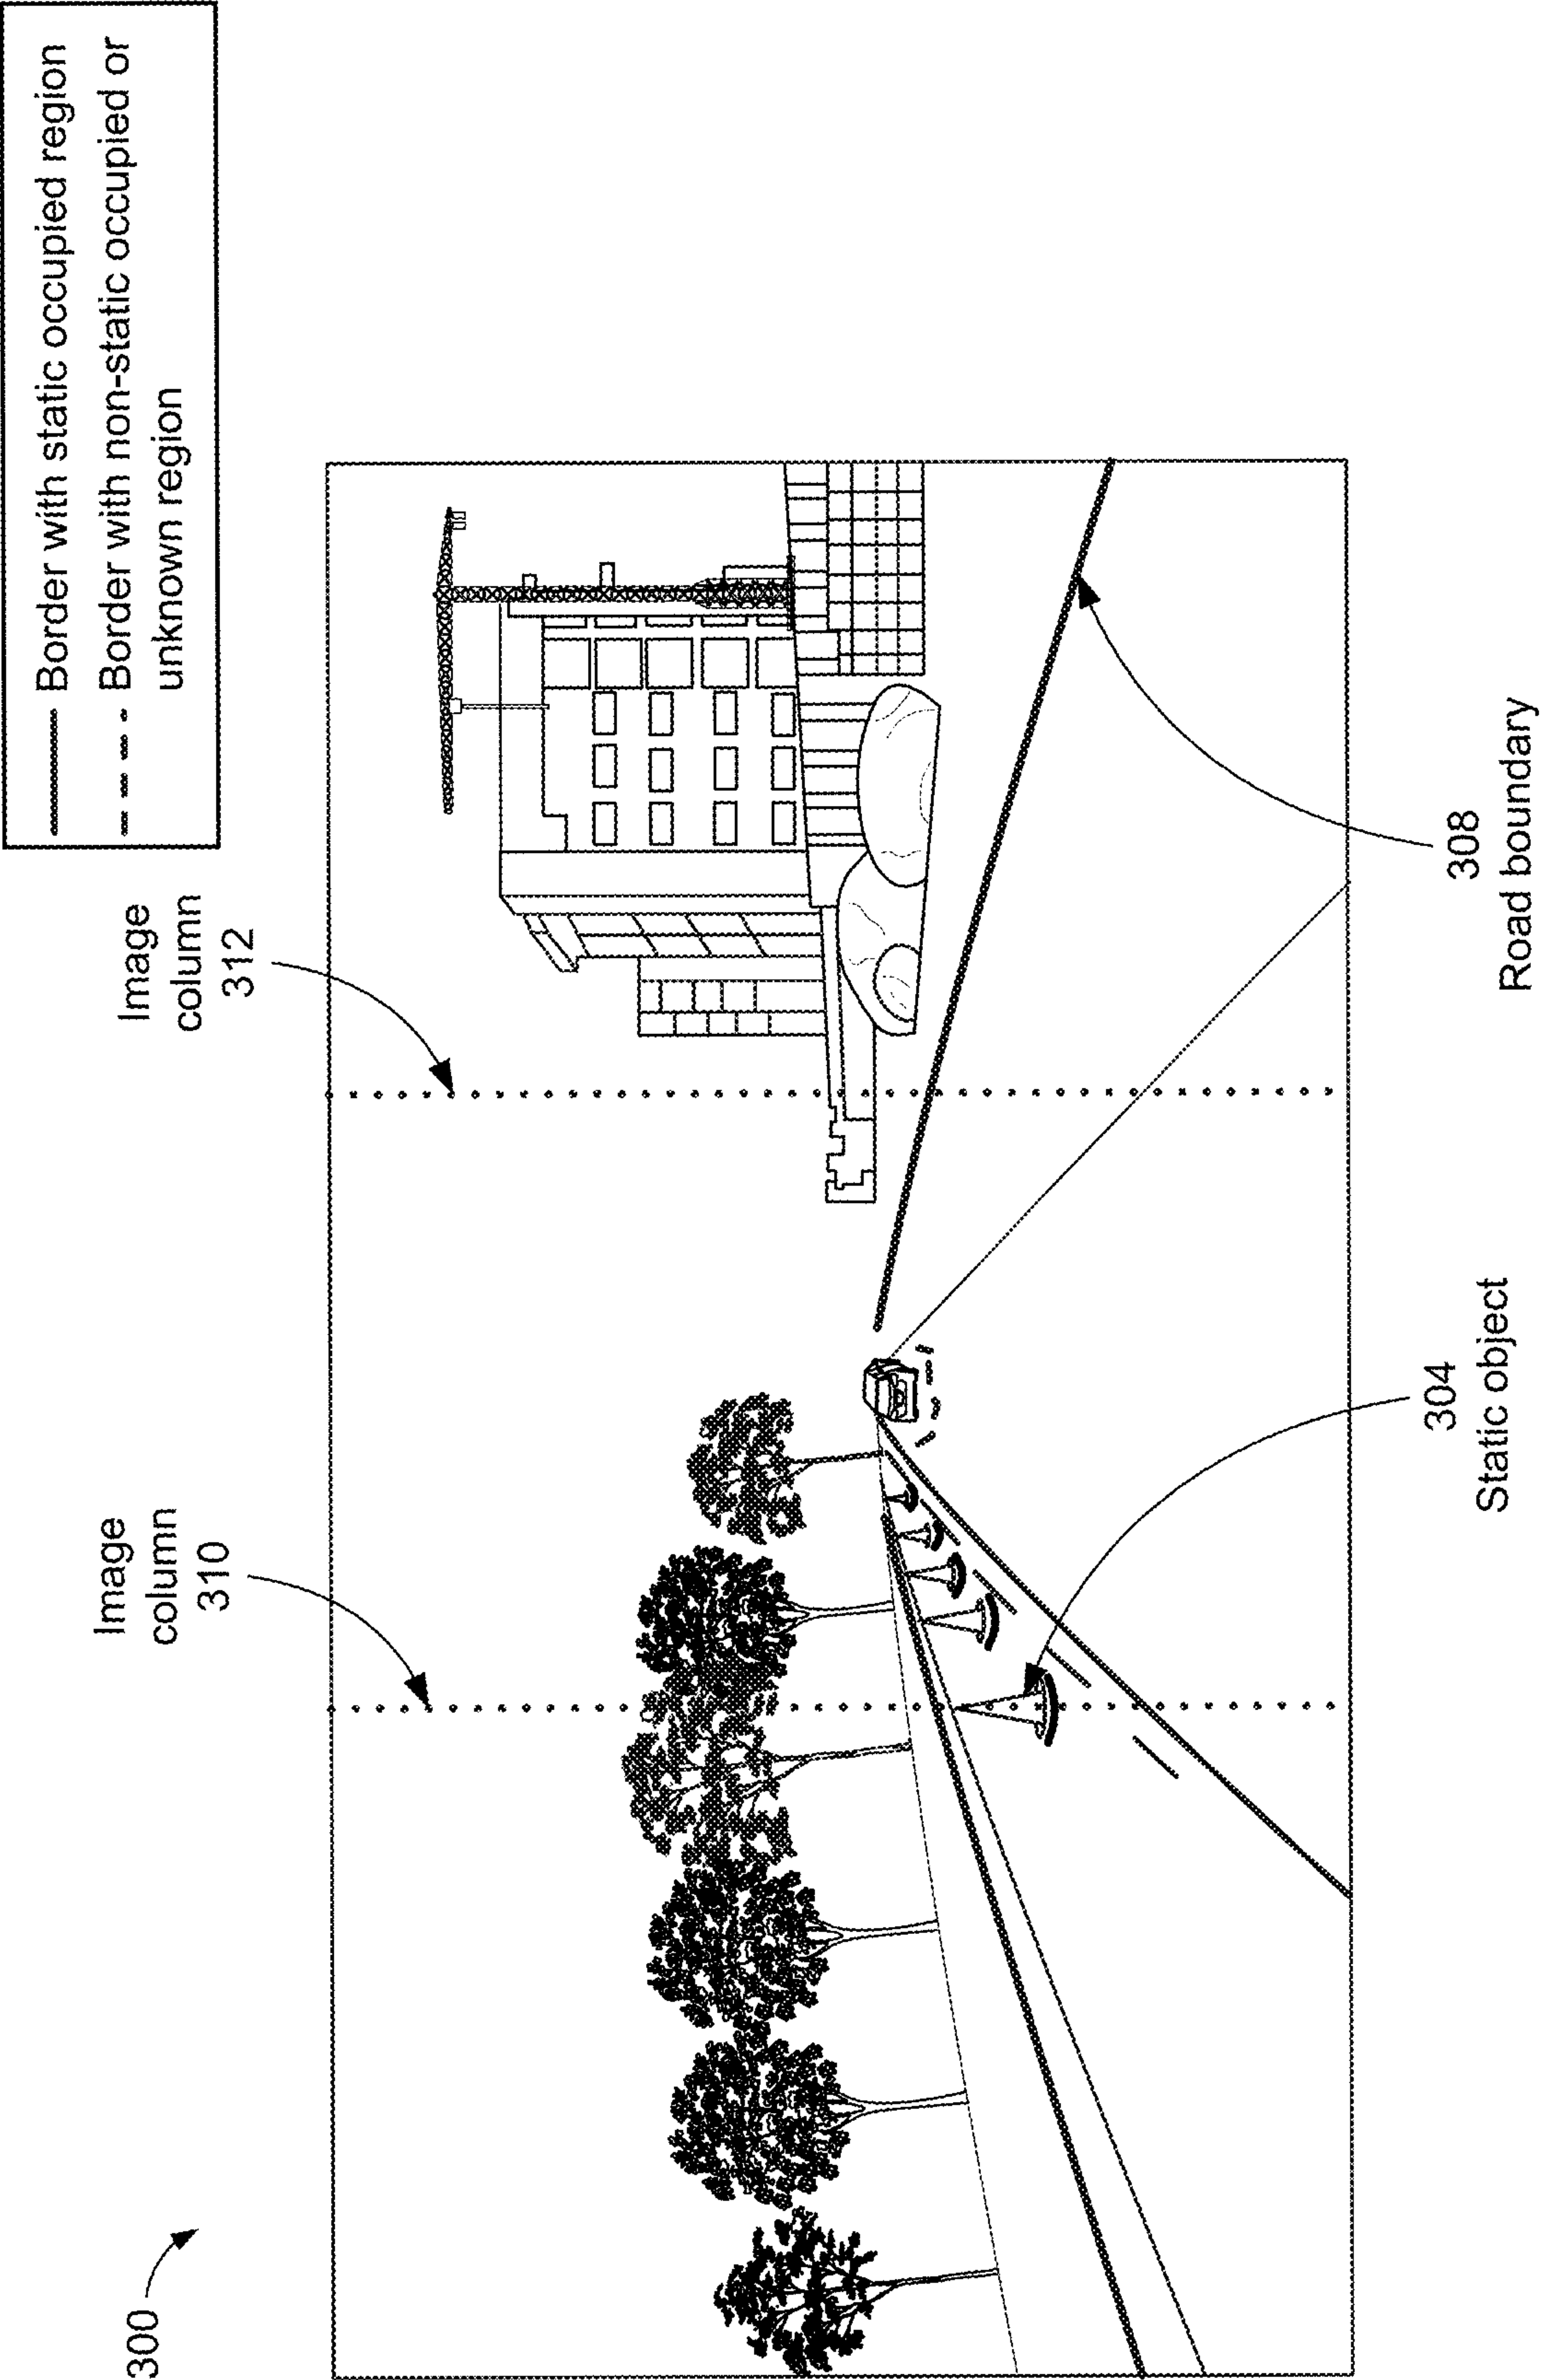 300
Image
column
310
Image
column
312
Border with static occupied region
Border with non-static occupied or
unknown region
304
Static object
308
Road boundary